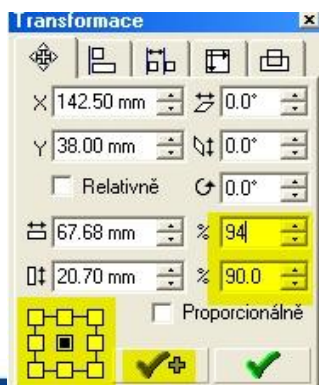 Transformace
X 142.50 mm 0.0°
Y 38.00 mm 0.0°
Relativně 0.0°
67.68 mm % 94
20.70 mm % 90.0
Proporcionálně